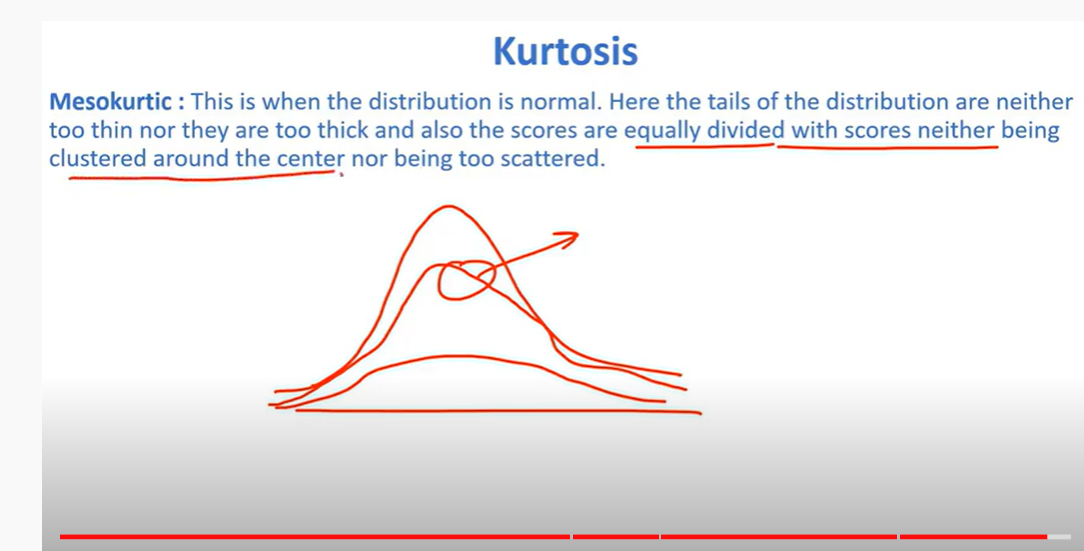 Kurtosis
Mesokurtic : This is when the distribution is normal. Here the tails of the distribution are neither
too thin nor they are too thick and also the scores are equally divided with scores neither being
clustered around the center nor being too scattered.